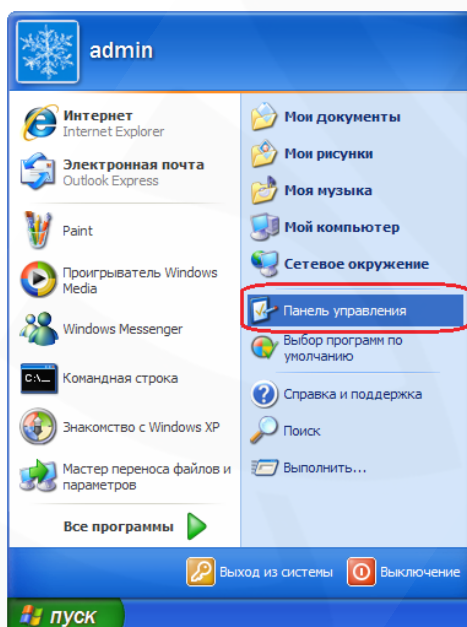 admin
Интернет
Internet Explorer
Электронная почта
Outlook Express
Paint
Проигрыватель Windows
Media
Windows Messenger
C:\_
Командная строка
Знакомство с Windows XP
Мастер переноса файлов и
параметров
Все программы
Мои документы
Мои рисунки
Моя музыка
Мой компьютер
Сетевое окружение
Панель управления
Выбор программ по
умолчанию
Справка и поддержка
Поиск
Выполнить...
Выход из системы
Выключение
пуск